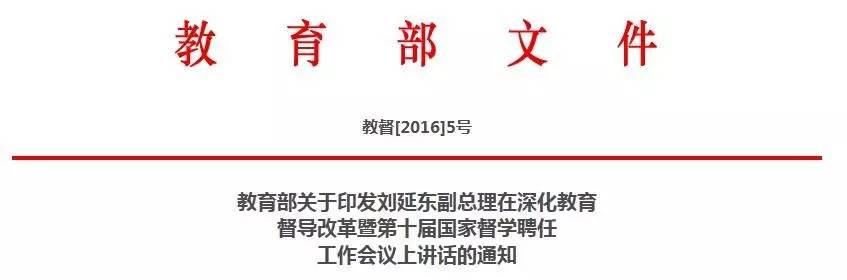 教育部文件
教督[2016]5号
教育部关于印发刘延东副总理在深化教育
督导改革暨第十届国家督学聘任
工作会议上讲话的通知